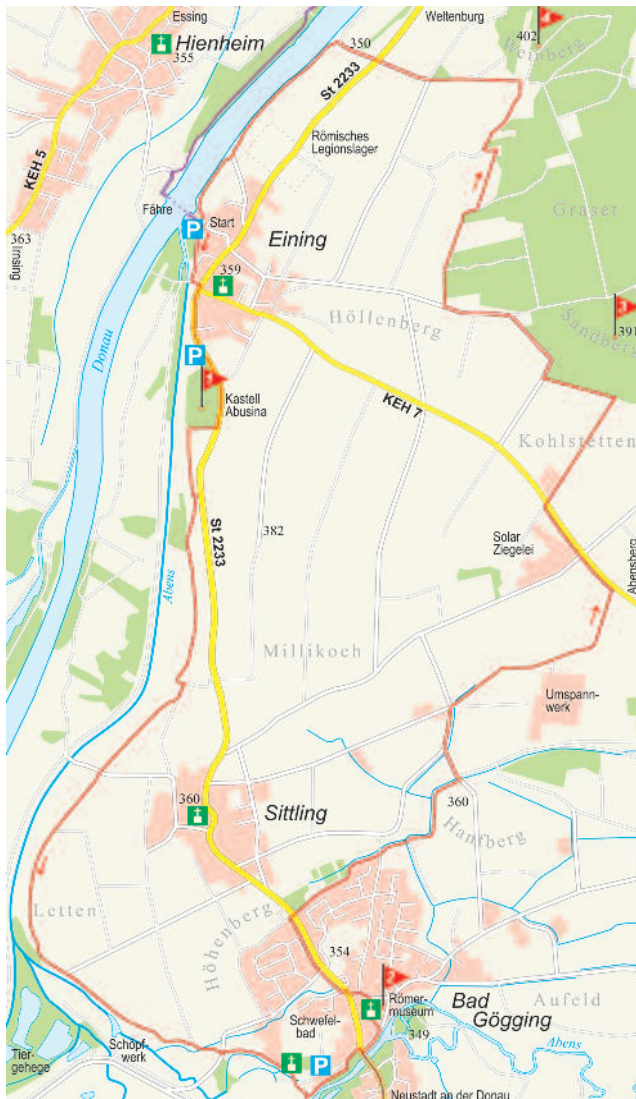 Essing
Weltenburg
402
1
Weinberg
Hienheim
355
350
St 2233
KEH 5
Römisches
Legionslager
Fähre
Start
P
Graset
363
Irnsing
Eining
359
Höllenberg
Sandberg
391
Donau
P
Kastell
Abusina
KEH 7
Kohlstetten
382
St 2233
Solar
Ziegelei
Abensberg
Abens
Millikoch
Umspann-
werk
360
Sittling
360
Hanfberg
Letten
Höhenberg
354
2
Römer-
museum
Bad
Gögging
Aufeld
Schwefel-
bad
349
Schöpf-
werk
Tier-
gehege
P
Abens
Neustadt an der Donau